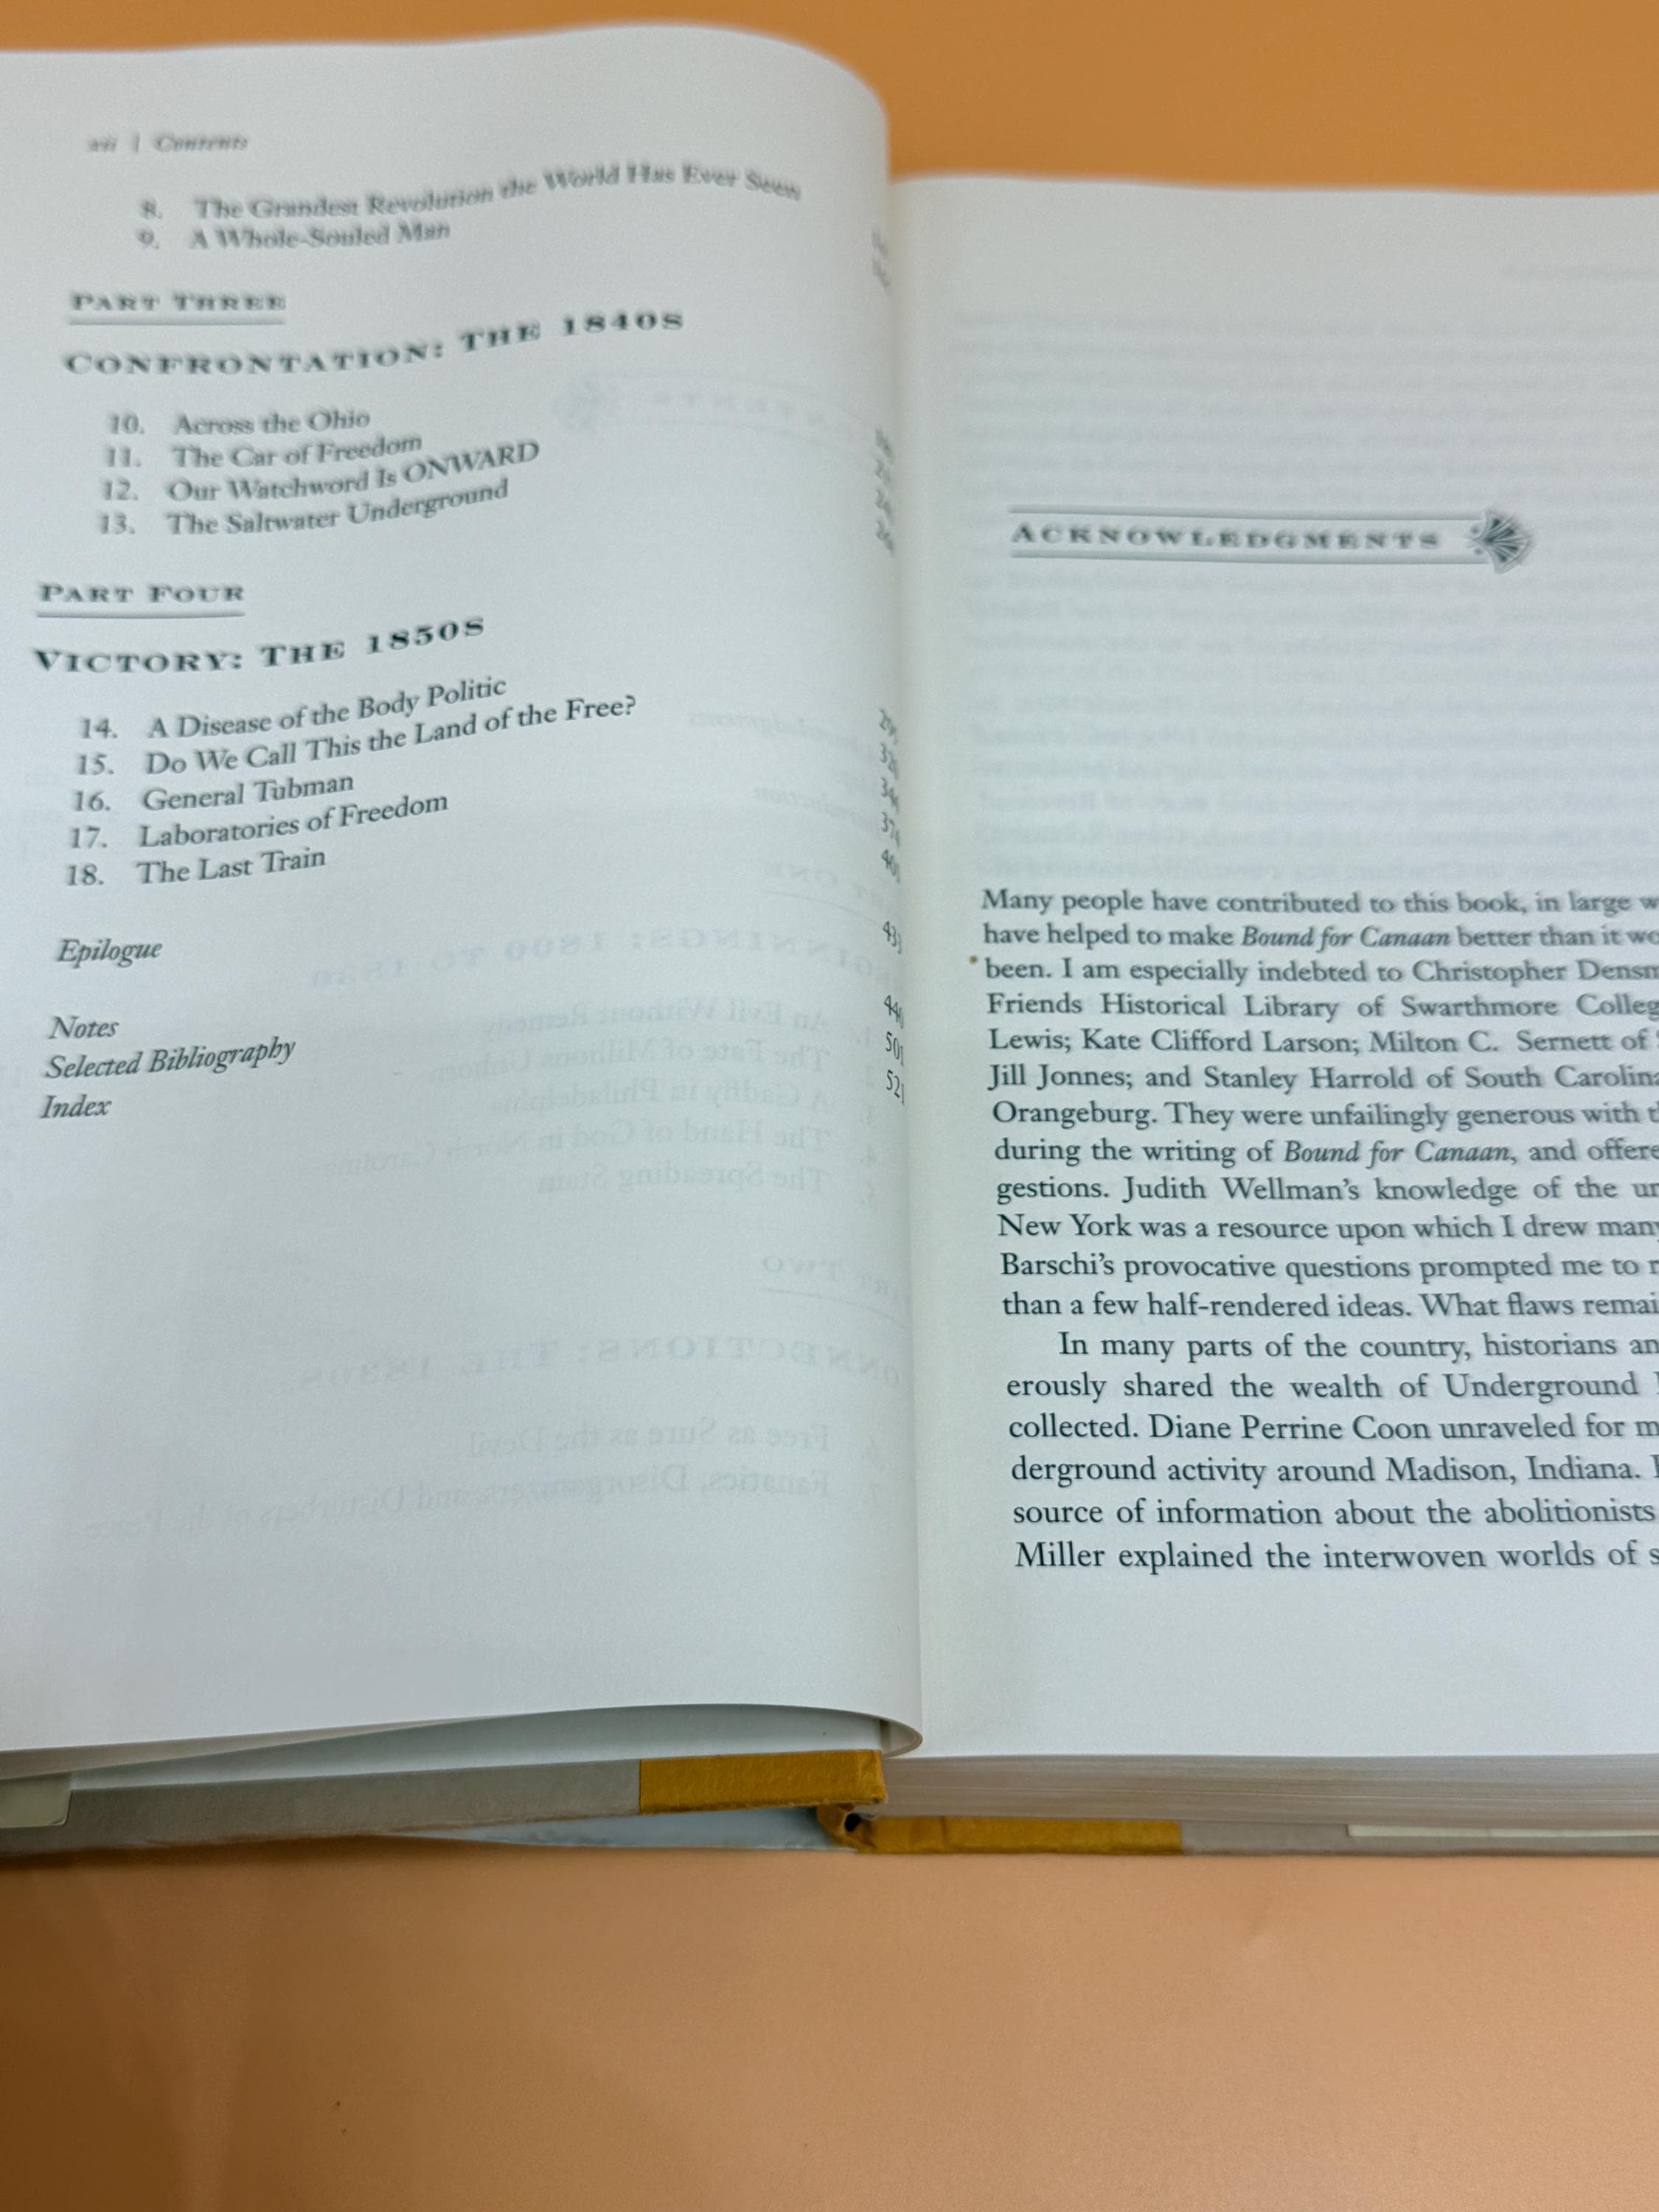 Contents
8. The Grandest Revolution the World Has Ever Seen
9. A Whole-Souled Man
PART THREE
CONFRONTATION: THE 1840S
10. Across the Ohio
11. The Car of Freedom
12. Our Watchword Is ONWARD
13. The Saltwater Underground
PART FOUR
VICTORY: THE 1850S
14. A Disease of the Body Politic
15. Do We Call This the Land of the Free?
16. General Tubman
17. Laboratories of Freedom
18. The Last Train
Epilogue
Notes
Selected Bibliography 501
Index 521
ACKNOWLEDGMENTS
Many people have contributed to this book, in large
have helped to make Bound for Canaan better than it
been. I am especially indebted to Christopher
Friends Historical Library of Swarthmore
Lewis; Kate Clifford Larson; Milton C. Sernett of
Jill Jonnes; and Stanley Harrold of South
Orangeburg. They were unfailingly generous with
during the writing of Bound for Canaan, and
gestions. Judith Wellman's knowledge of the
New York was a resource upon which I drew
Barschi's provocative questions prompted me to
than a few half-rendered ideas. What flaws
In many parts of the country, historians
erously shared the wealth of Underground
collected. Diane Perrine Coon unraveled for
derground activity around Madison, Indiana.
source of information about the abolitionists
Miller explained the interwoven worlds of